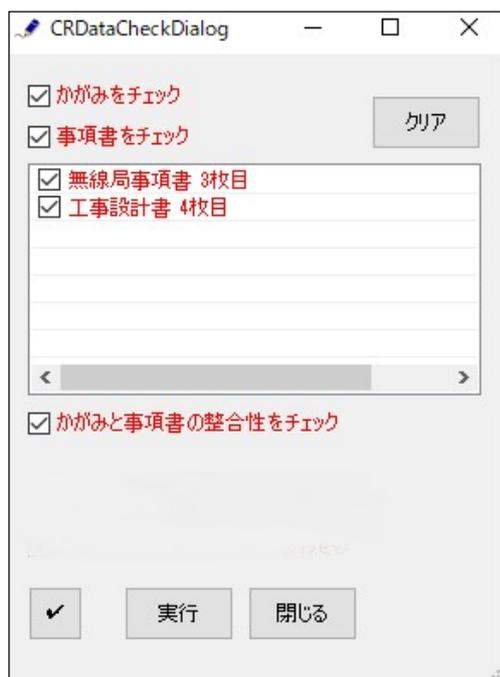 CRDataCheckDialog
かがみをチェック
クリア
事項書をチェック
無線局事項書 3枚目
工事設計書 4枚目
かがみと事項書の整合性をチェック
実行
閉じる